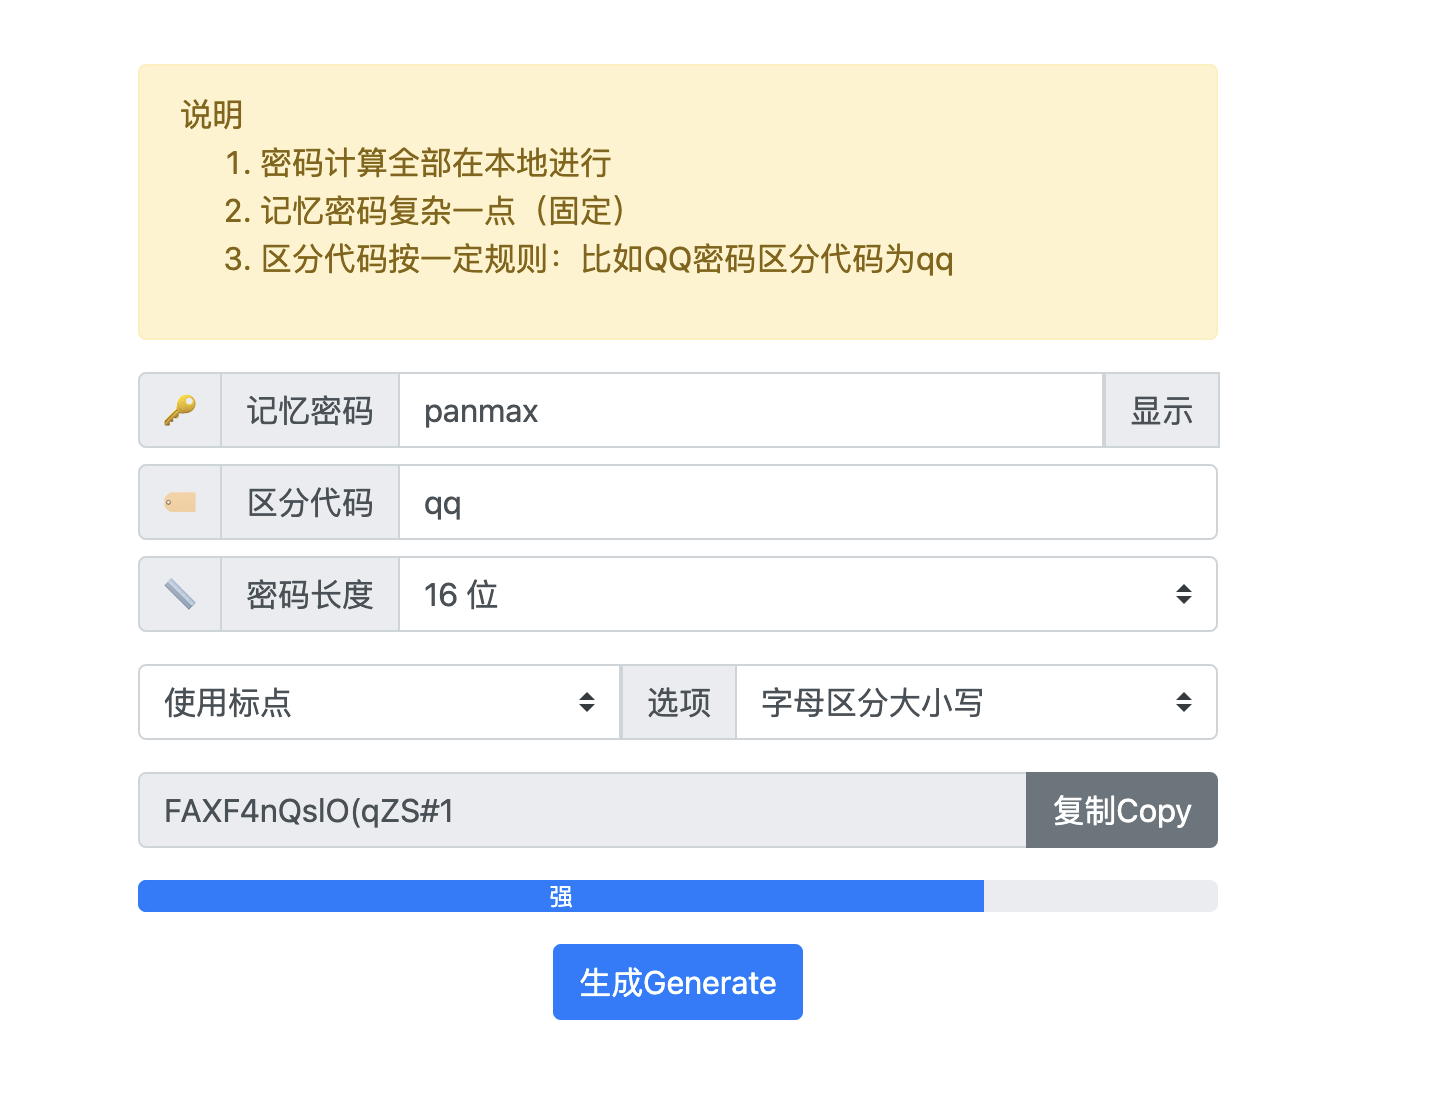 说明
1. 密码计算全部在本地进行
2. 记忆密码复杂一点（固定）
3. 区分代码按一定规则：比如QQ密码区分代码为qq
记忆密码 panmax 显示
区分代码 qq
密码长度 16 位
使用标点 选项 字母区分大小写
FAXF4nQslO(qZS#1 复制Copy
强
生成Generate